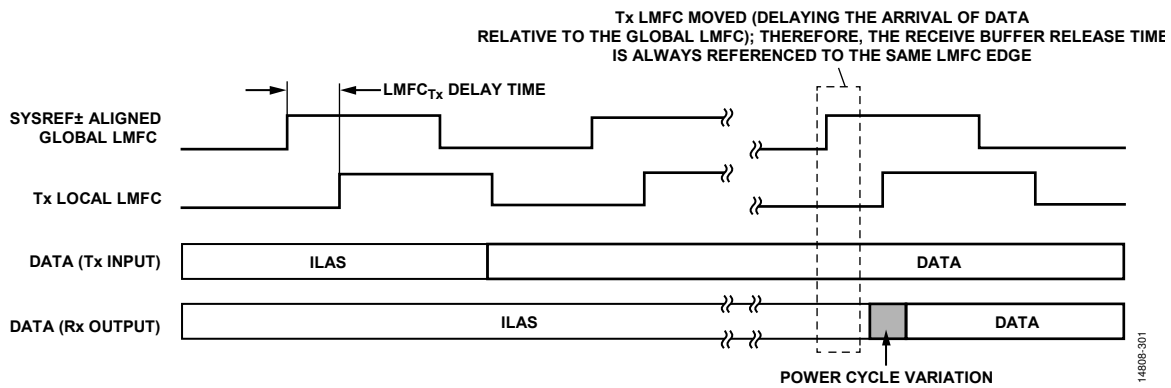 Tx LMFC MOVED (DELAYING THE ARRIVAL OF DATA
RELATIVE TO THE GLOBAL LMFC); THEREFORE, THE RECEIVE BUFFER RELEASE TIME
IS ALWAYS REFERENCED TO THE SAME LMFC EDGE
LMFCTx DELAY TIME
SYSREF± ALIGNED
GLOBAL LMFC
Tx LOCAL LMFC
DATA (Tx INPUT)
ILAS
DATA
DATA (Rx OUTPUT)
ILAS
DATA
POWER CYCLE VARIATION
14808-301